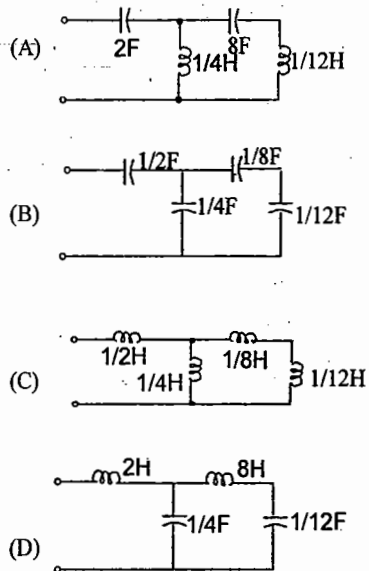 (A)
2F
8F
1/4H
1/12H
(B)
1/2F
1/8F
1/4F
1/12F
(C)
1/2H
1/8H
1/4H
1/12H
(D)
2H
8H
1/4F
1/12F